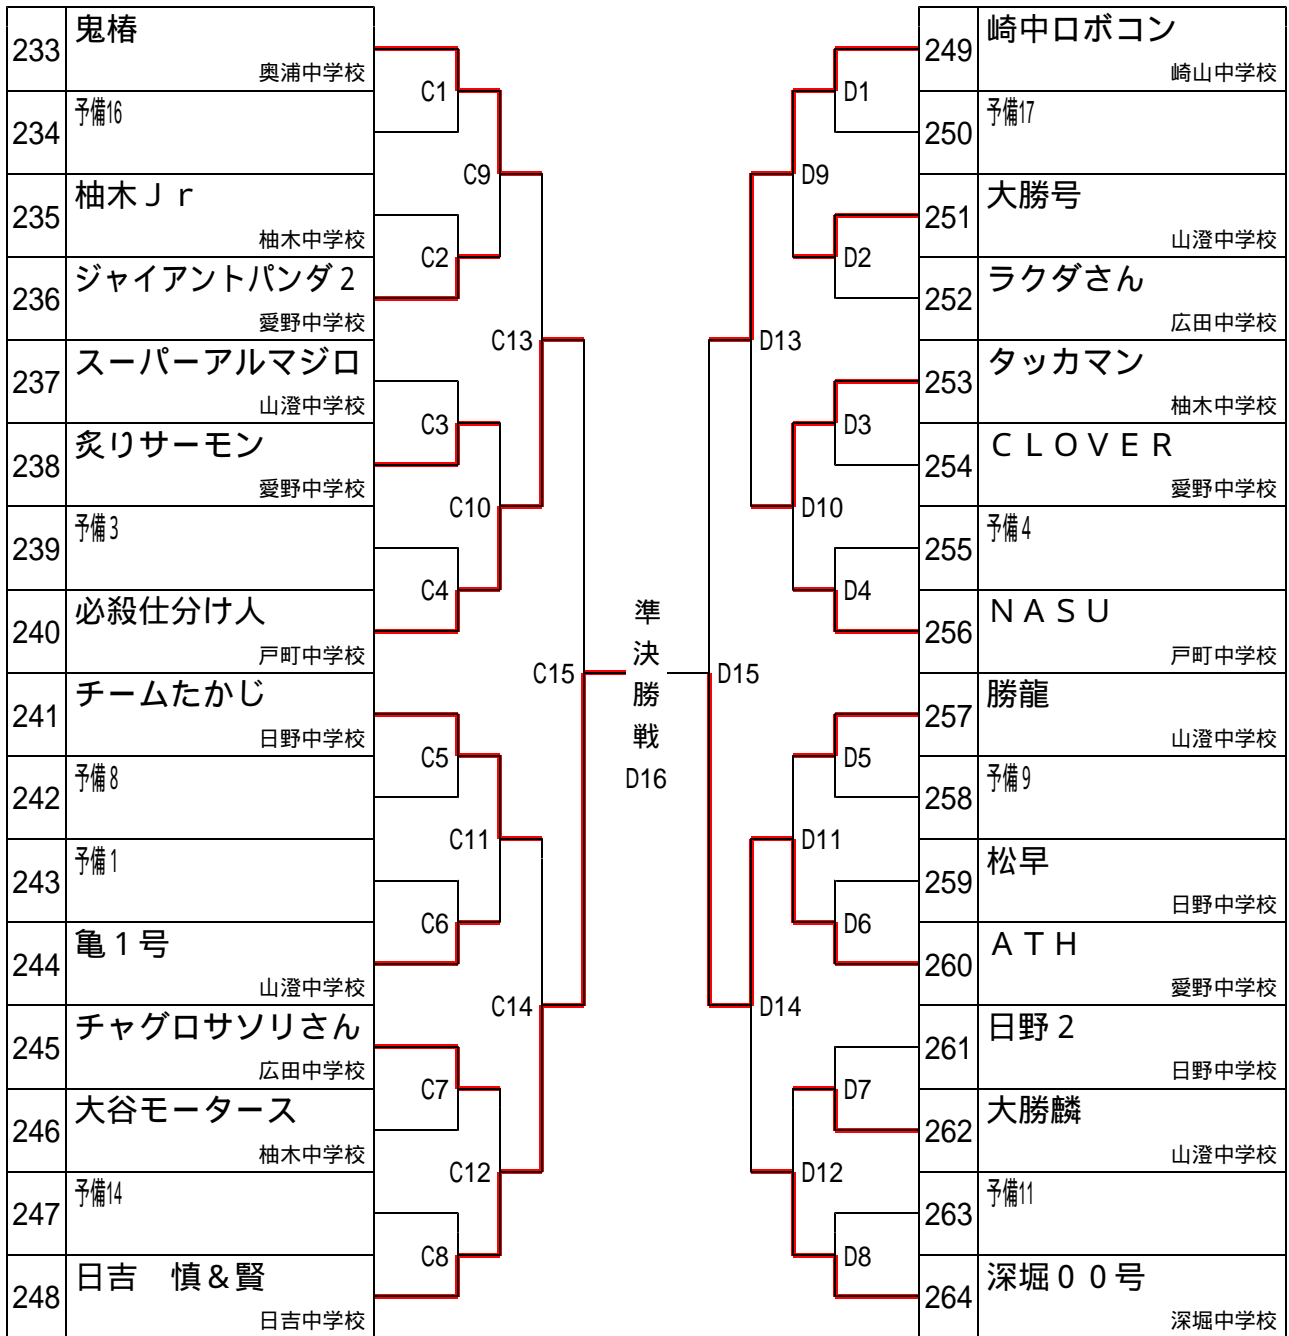 233
鬼椿
奥浦中学校
234
予備16
235
柚木Ｊｒ
柚木中学校
236
ジャイアントパンダ２
愛野中学校
237
スーパーアルマジロ
山澄中学校
238
炙りサーモン
愛野中学校
239
予備３
240
必殺仕分け人
戸町中学校
241
チームたかじ
日野中学校
242
予備８
243
予備１
244
亀１号
山澄中学校
245
チャグロサソリさん
広田中学校
246
大谷モータース
柚木中学校
247
予備14
248
日吉　慎＆賢
日吉中学校
C1
C2
C3
C4
C5
C6
C7
C8
C9
C10
C11
C12
C13
C14
C15
準決勝戦
D16
D15
D13
D14
D9
D10
D11
D12
D1
D2
D3
D4
D5
D6
D7
D8
249
崎中ロボコン
崎山中学校
250
予備17
251
大勝号
山澄中学校
252
ラクダさん
広田中学校
253
タッカマン
柚木中学校
254
ＣＬＯＶＥＲ
愛野中学校
255
予備４
256
ＮＡＳＵ
戸町中学校
257
勝龍
山澄中学校
258
予備９
259
松早
日野中学校
260
ＡＴＨ
愛野中学校
261
日野２
日野中学校
262
大勝麟
山澄中学校
263
予備11
264
深堀００号
深堀中学校